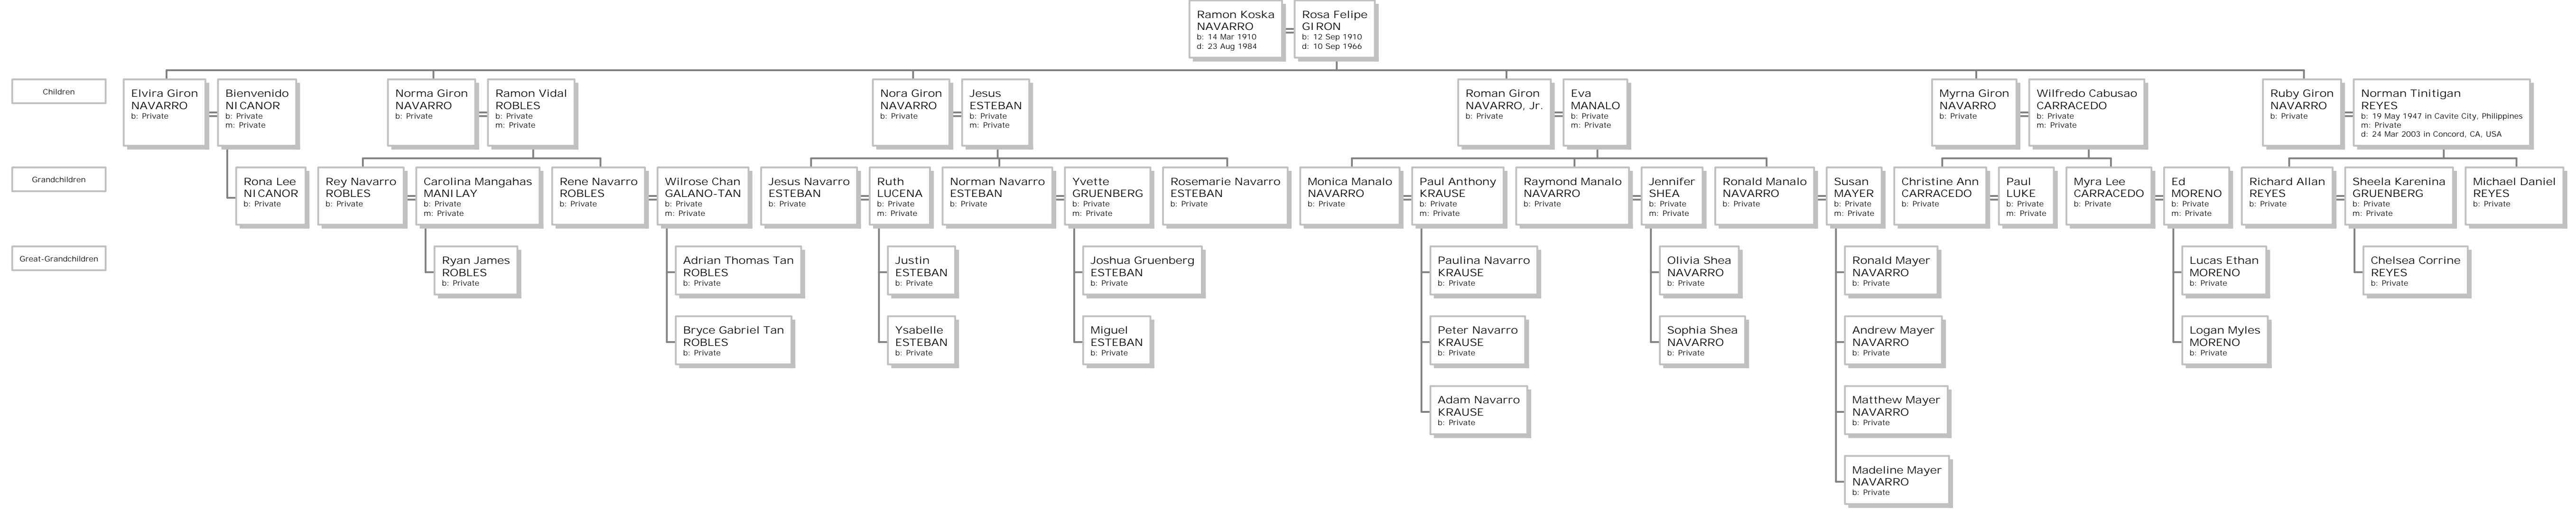 Ramon Koska
NAVARRO
b: 14 Mar 1910
d: 23 Aug 1984
Rosa Felipe
GIRON
b: 12 Sep 1910
d: 10 Sep 1966
Children
Elvira Giron
NAVARRO
b: Private
Bienvenido
NICANOR
b: Private
m: Private
Norma Giron
NAVARRO
b: Private
Ramon Vidal
ROBLES
b: Private
m: Private
Nora Giron
NAVARRO
b: Private
Jesus
ESTEBAN
b: Private
m: Private
Roman Giron
NAVARRO, Jr.
b: Private
Eva
MANALO
b: Private
m: Private
Myrna Giron
NAVARRO
b: Private
Wilfredo Cabusao
CARRACEDO
b: Private
m: Private
Ruby Giron
NAVARRO
b: Private
Norman Tinitigan
REYES
b: 19 May 1947 in Cavite City, Philippines
m: Private
d: 24 Mar 2003 in Concord, CA, USA
Grandchildren
Rona Lee
NICANOR
b: Private
Rey Navarro
ROBLES
b: Private
Carolina Mangahas
MANILAY
b: Private
m: Private
Rene Navarro
ROBLES
b: Private
Wilrose Chan
GALANO-TAN
b: Private
m: Private
Jesus Navarro
ESTEBAN
b: Private
Ruth
LUCENA
b: Private
m: Private
Norman Navarro
ESTEBAN
b: Private
Yvette
GRUENBERG
b: Private
m: Private
Rosemarie Navarro
ESTEBAN
b: Private
Monica Manalo
NAVARRO
b: Private
Paul Anthony
KRAUSE
b: Private
m: Private
Raymond Manalo
NAVARRO
b: Private
Jennifer
SHEA
b: Private
m: Private
Ronald Manalo
NAVARRO
b: Private
Susan
MAYER
b: Private
m: Private
Christine Ann
CARRACEDO
b: Private
Paul
LUKE
b: Private
m: Private
Myra Lee
CARRACEDO
b: Private
Ed
MORENO
b: Private
m: Private
Richard Allan
REYES
b: Private
Sheela Karenina
GRUENBERG
b: Private
m: Private
Michael Daniel
REYES
b: Private
Great-Grandchildren
Ryan James
ROBLES
b: Private
Adrian Thomas Tan
ROBLES
b: Private
Justin
ESTEBAN
b: Private
Joshua Gruenberg
ESTEBAN
b: Private
Paulina Navarro
KRAUSE
b: Private
Olivia Shea
NAVARRO
b: Private
Ronald Mayer
NAVARRO
b: Private
Lucas Ethan
MORENO
b: Private
Chelsea Corrine
REYES
b: Private
Bryce Gabriel Tan
ROBLES
b: Private
Ysabelle
ESTEBAN
b: Private
Miguel
ESTEBAN
b: Private
Peter Navarro
KRAUSE
b: Private
Sophia Shea
NAVARRO
b: Private
Andrew Mayer
NAVARRO
b: Private
Logan Myles
MORENO
b: Private
Adam Navarro
KRAUSE
b: Private
Matthew Mayer
NAVARRO
b: Private
Madeline Mayer
NAVARRO
b: Private